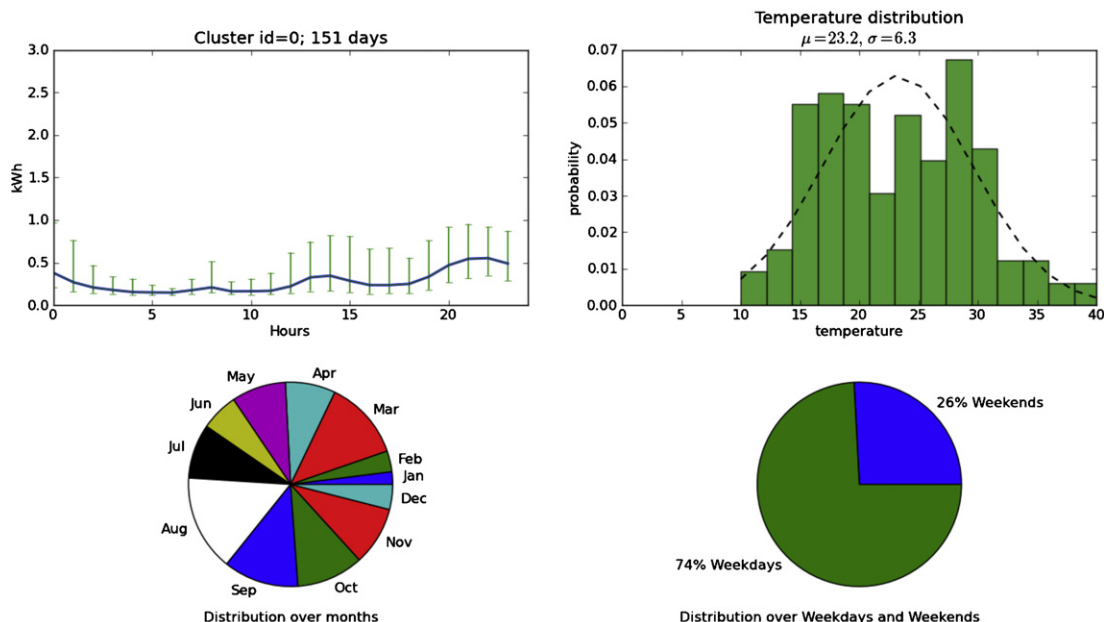 Cluster id=0; 151 days
3.0
2.5
2.0
1.5
1.0
0.5
0.0
kWh
0 5 10 15 20
Hours
Temperature distribution
μ=23.2, σ=6.3
0.07
0.06
0.05
0.04
0.03
0.02
0.01
0.00
probability
0 5 10 15 20 25 30 35 40
temperature
Apr
May
Mar
Jun
Jul
Feb
Jan
Dec
Aug
Nov
Sep
Oct
Distribution over months
26% Weekends
74% Weekdays
Distribution over Weekdays and Weekends